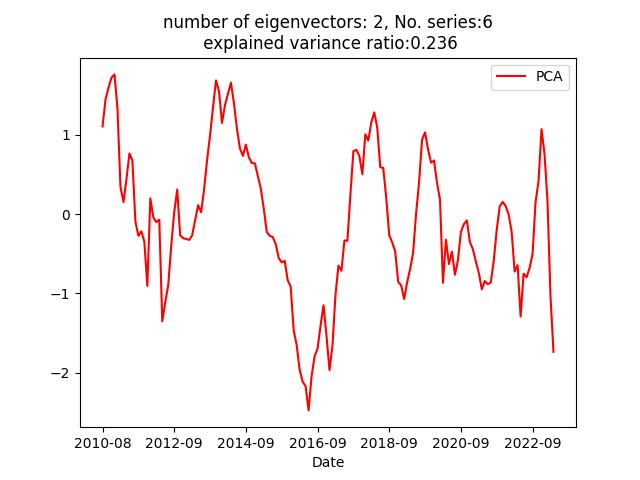 number of eigenvectors: 2, No. series:6
explained variance ratio:0.236
PCA
1
0
−1
−2
2010-08 2012-09 2014-09 2016-09 2018-09 2020-09 2022-09
Date